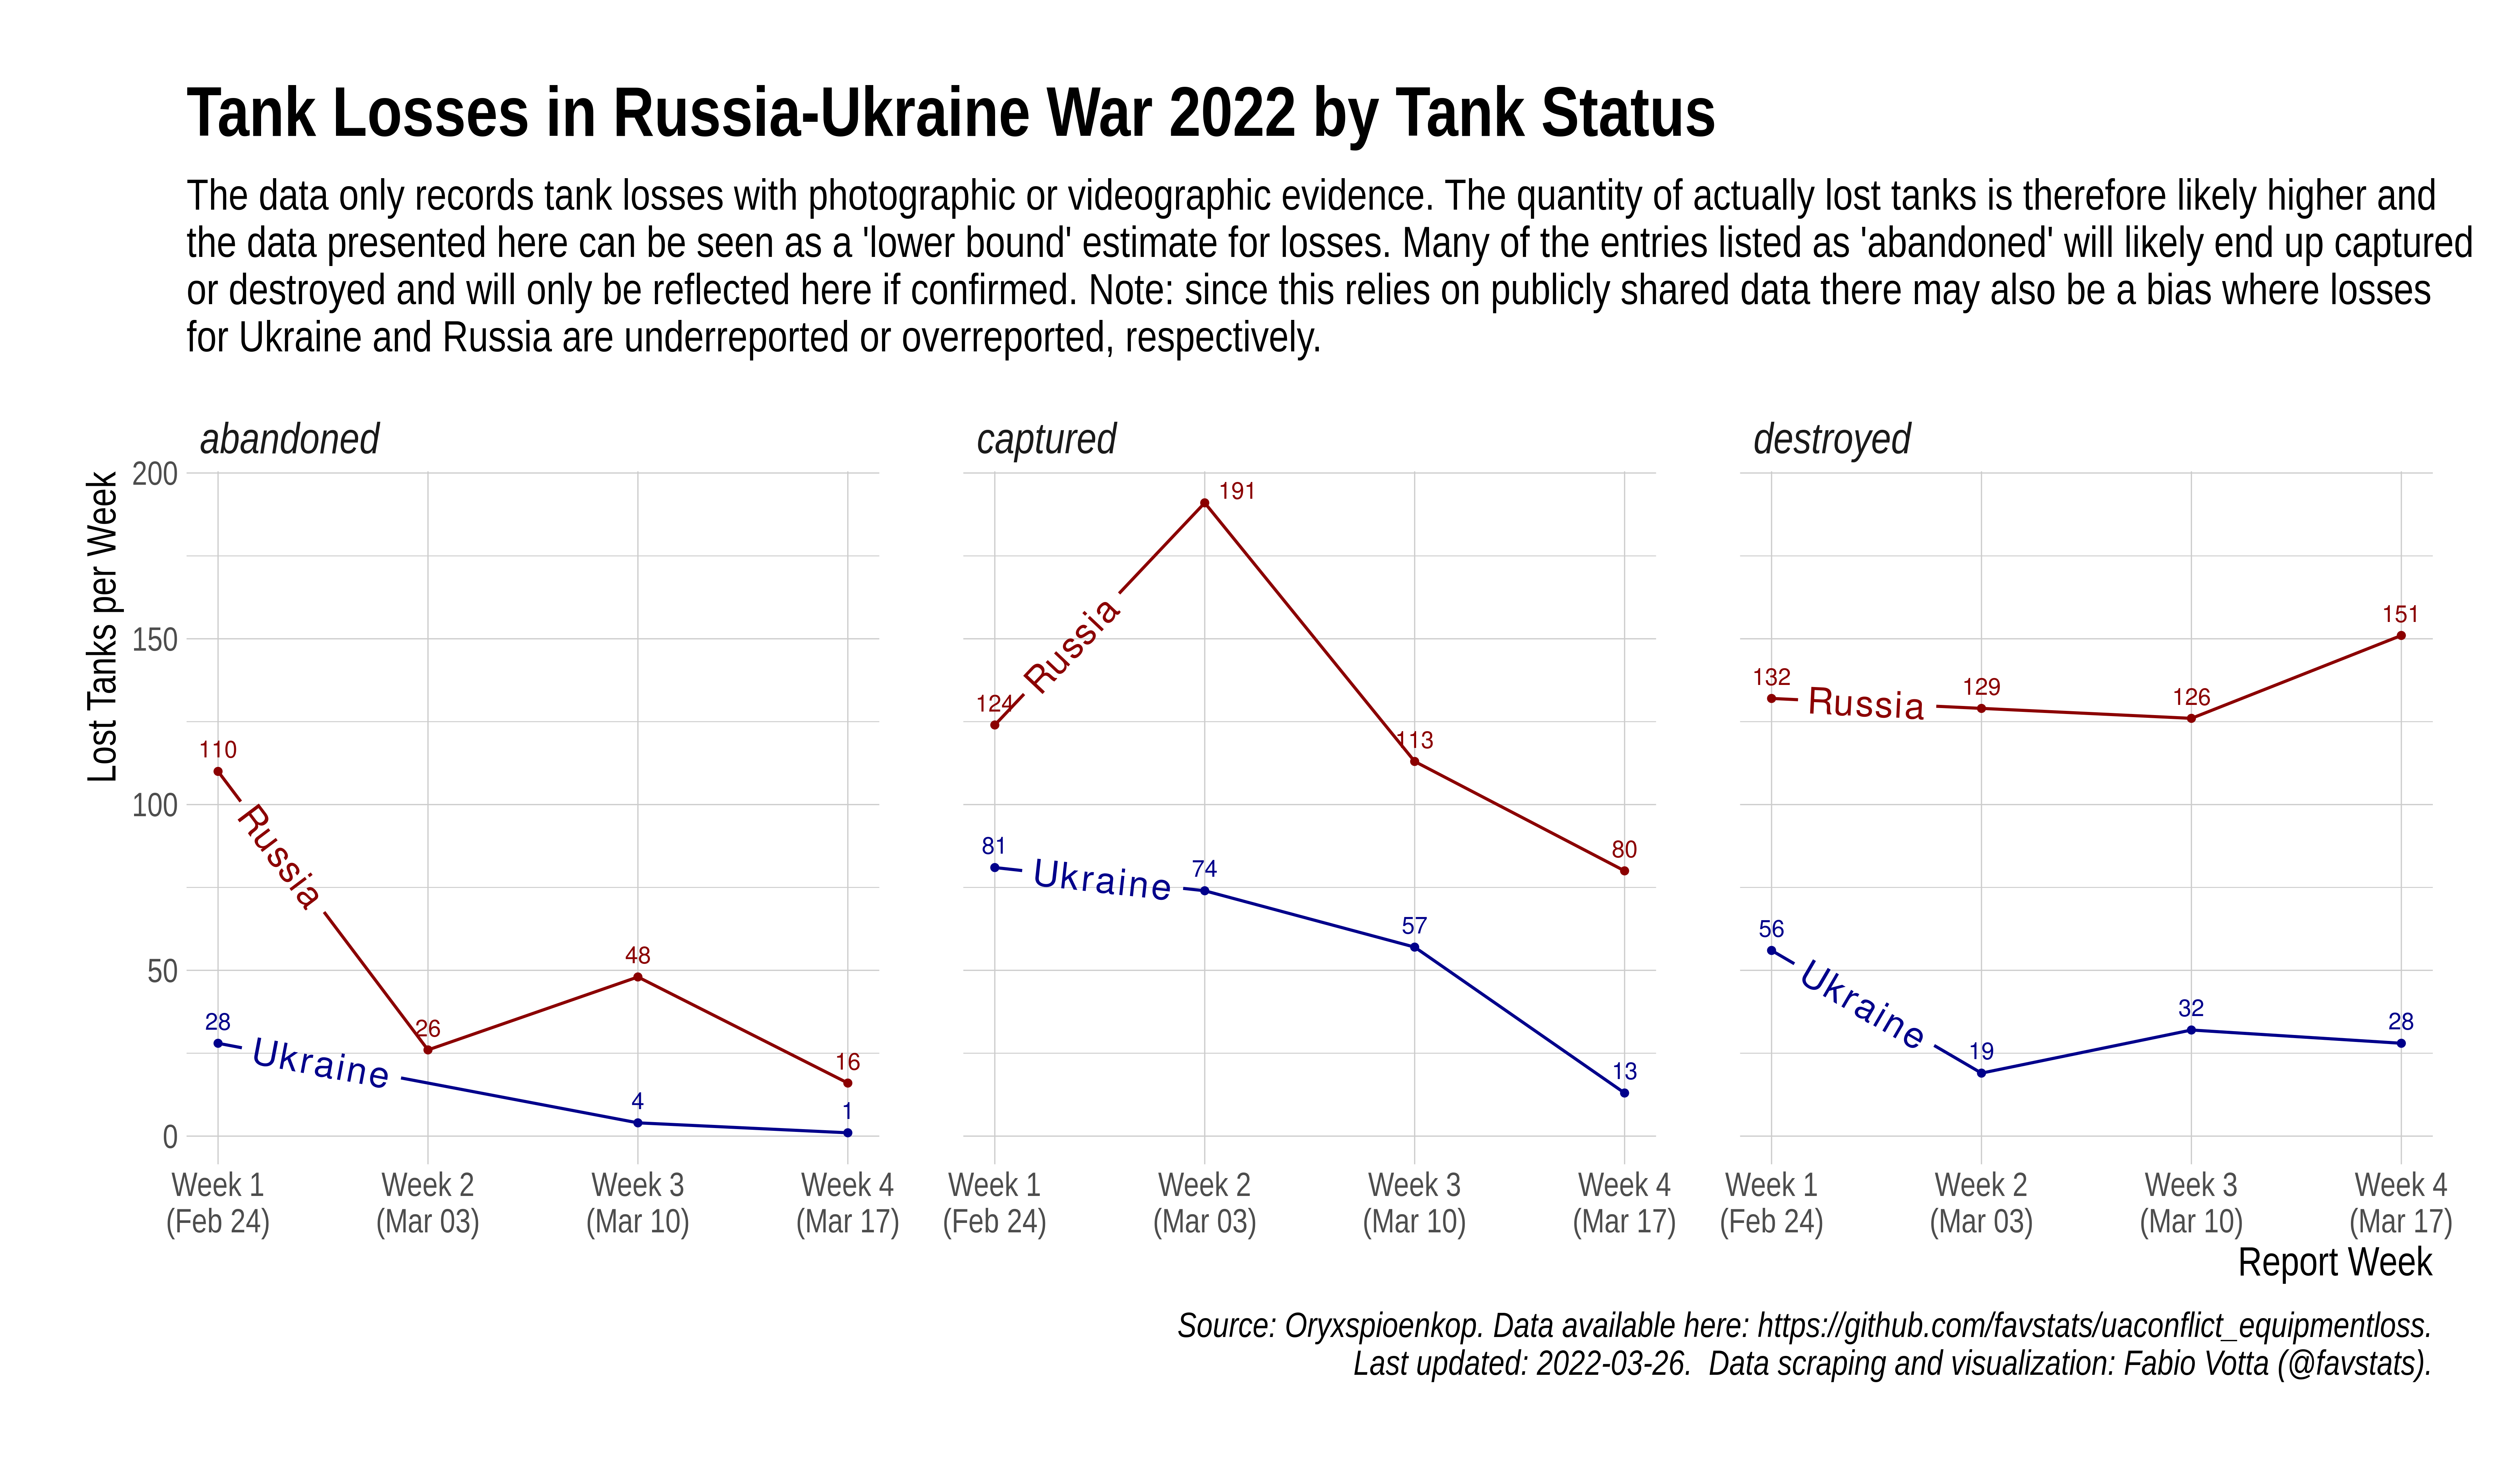 Tank Losses in Russia-Ukraine War 2022 by Tank Status
The data only records tank losses with photographic or videographic evidence. The quantity of actually lost tanks is therefore likely higher and
the data presented here can be seen as a 'lower bound' estimate for losses. Many of the entries listed as 'abandoned' will likely end up captured
or destroyed and will only be reflected here if confirmed. Note: since this relies on publicly shared data there may also be a bias where losses
for Ukraine and Russia are underreported or overreported, respectively.
Lost Tanks per Week
200
150
100
50
0
abandoned
110
Russia
26
48
16
28
Ukraine
4
1
Week 1
(Feb 24)
Week 2
(Mar 03)
Week 3
(Mar 10)
Week 4
(Mar 17)
captured
124
Russia
191
113
80
81
Ukraine
74
57
13
Week 1
(Feb 24)
Week 2
(Mar 03)
Week 3
(Mar 10)
Week 4
(Mar 17)
destroyed
132
Russia
129
126
151
56
Ukraine
19
32
28
Week 1
(Feb 24)
Week 2
(Mar 03)
Week 3
(Mar 10)
Week 4
(Mar 17)
Report Week
Source: Oryxspioenkop. Data available here: https://github.com/favstats/uaconflict_equipmentloss.
Last updated: 2022-03-26.  Data scraping and visualization: Fabio Votta (@favstats).